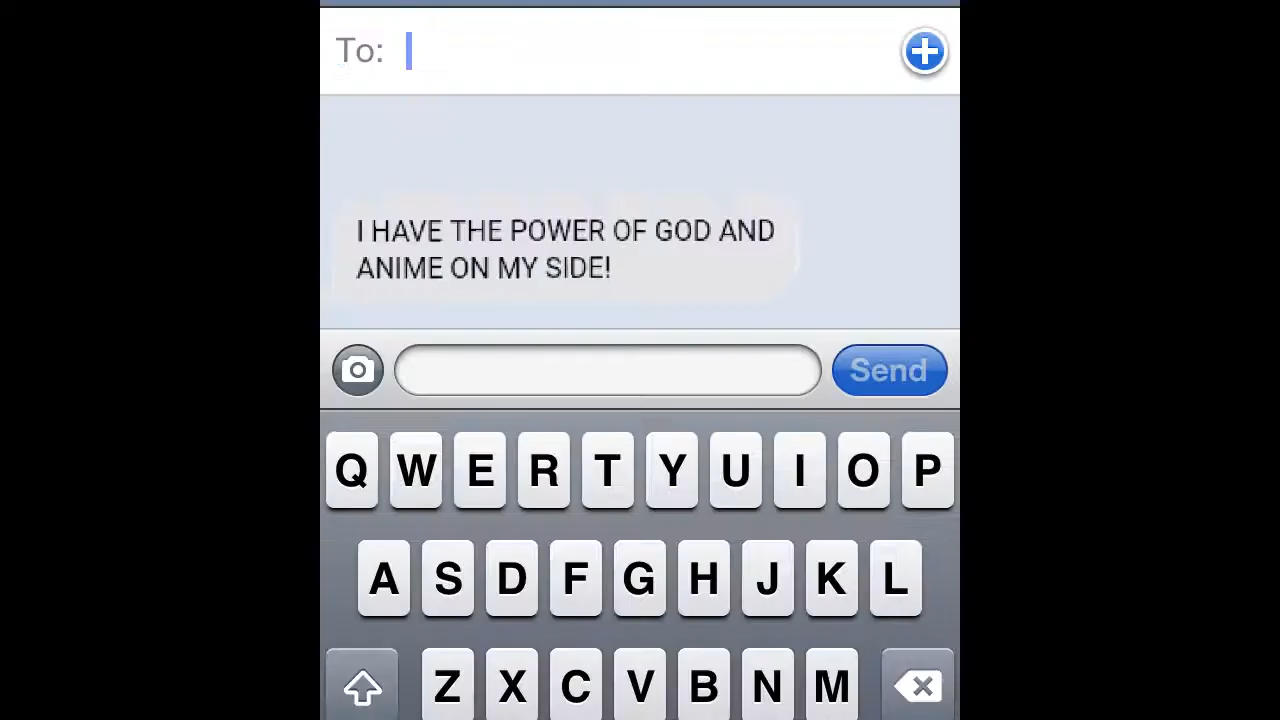 To:
I HAVE THE POWER OF GOD AND
ANIME ON MY SIDE!
Send
Q W E R T Y U I O P
A S D F G H J K L
Z X C V B N M